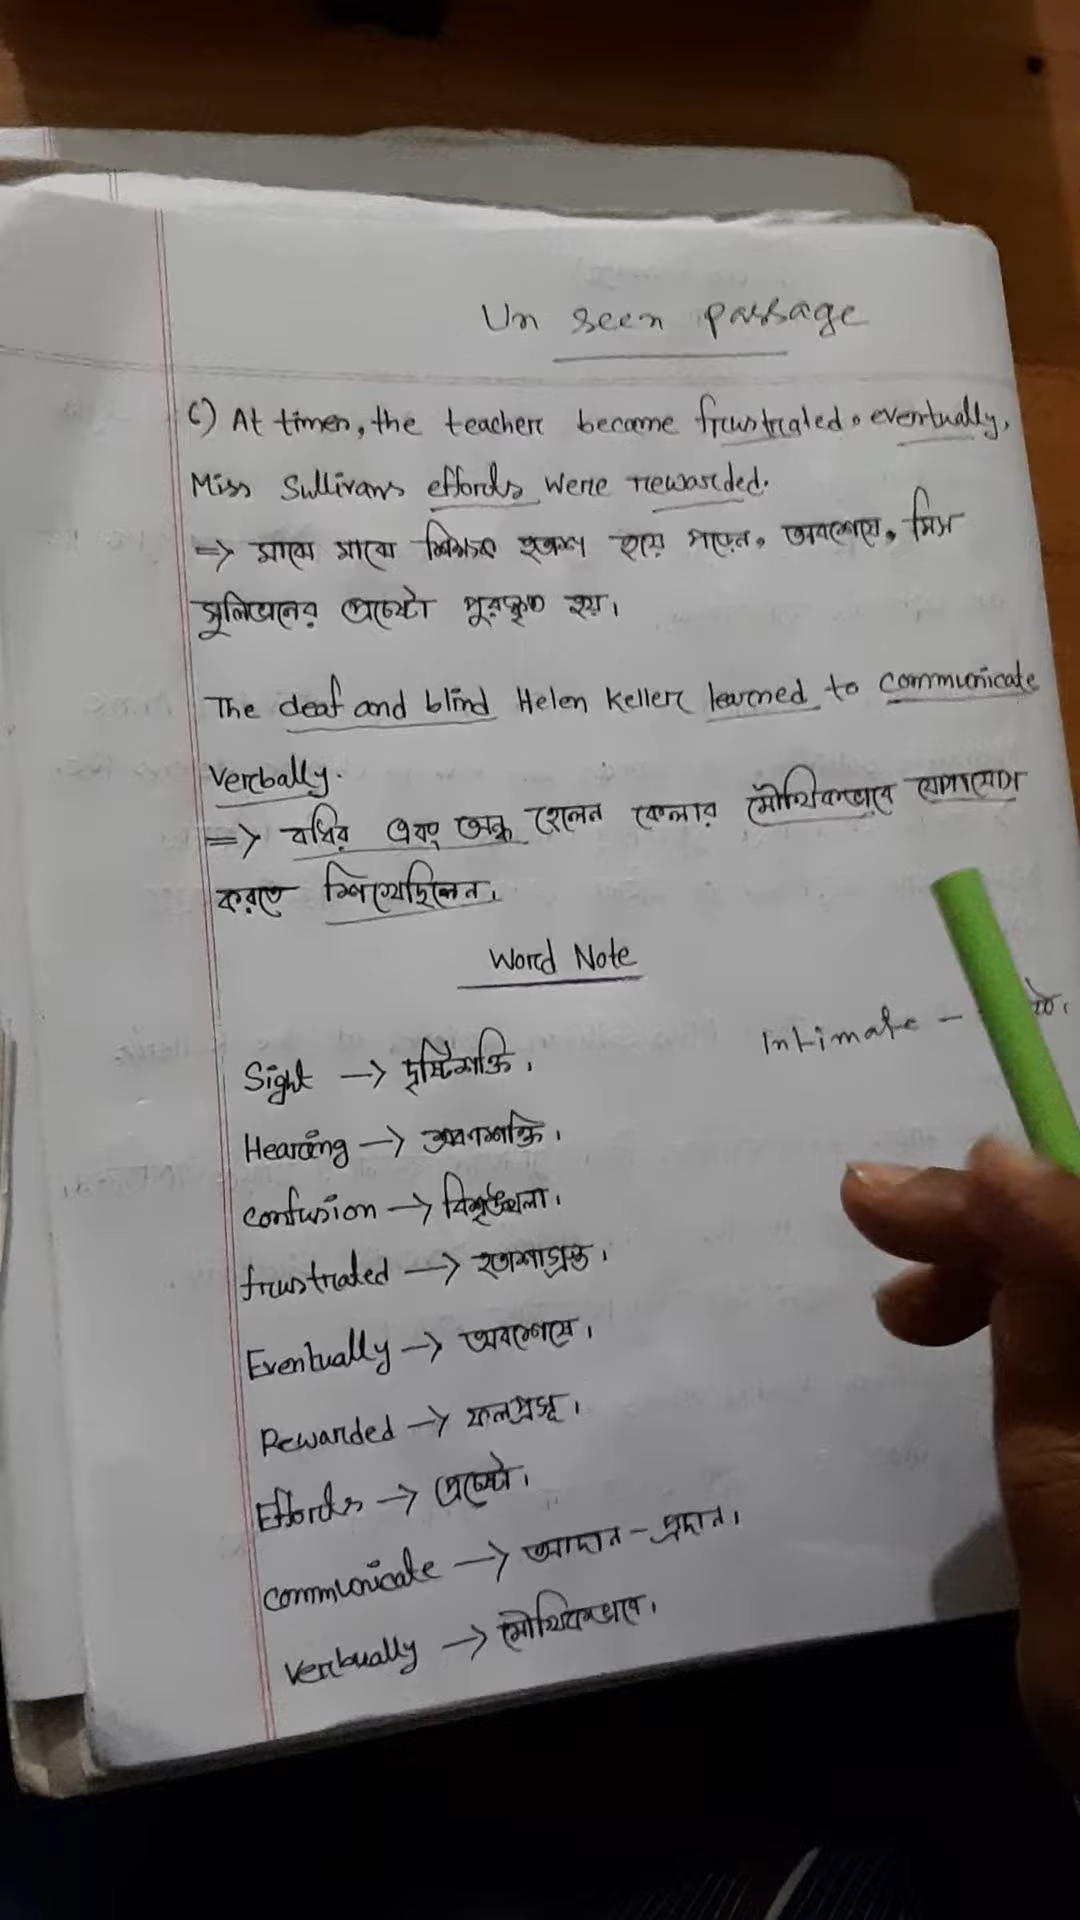 Un seen passage
c) At times, the teacher became frustrated. eventually,
Miss Sullivans efforts were rewarded.
=> মাঝে মাঝে শিক্ষক হতাশ হয়ে পড়েন, অবশেষে, মিস
সুলিভানের প্রচেষ্টা পুরস্কৃত হয়।
The deaf and blind Helen Keller learned to communicate
verbally.
=> বধির এবং অন্ধ হেলেন কেলার মৌখিকভাবে যোগাযোগ
করতে শিখেছিলেন।
Word Note
Intimate –
Sight → দৃষ্টিশক্তি।
Hearing → শ্রবণশক্তি।
confusion → বিশৃঙ্খলা।
frustrated → হতাশাগ্রস্ত।
Eventually → অবশেষে।
Rewarded → ফলপ্রসূ।
Efforts → প্রচেষ্টা।
communicate → আদান-প্রদান।
verbually → মৌখিকভাবে।